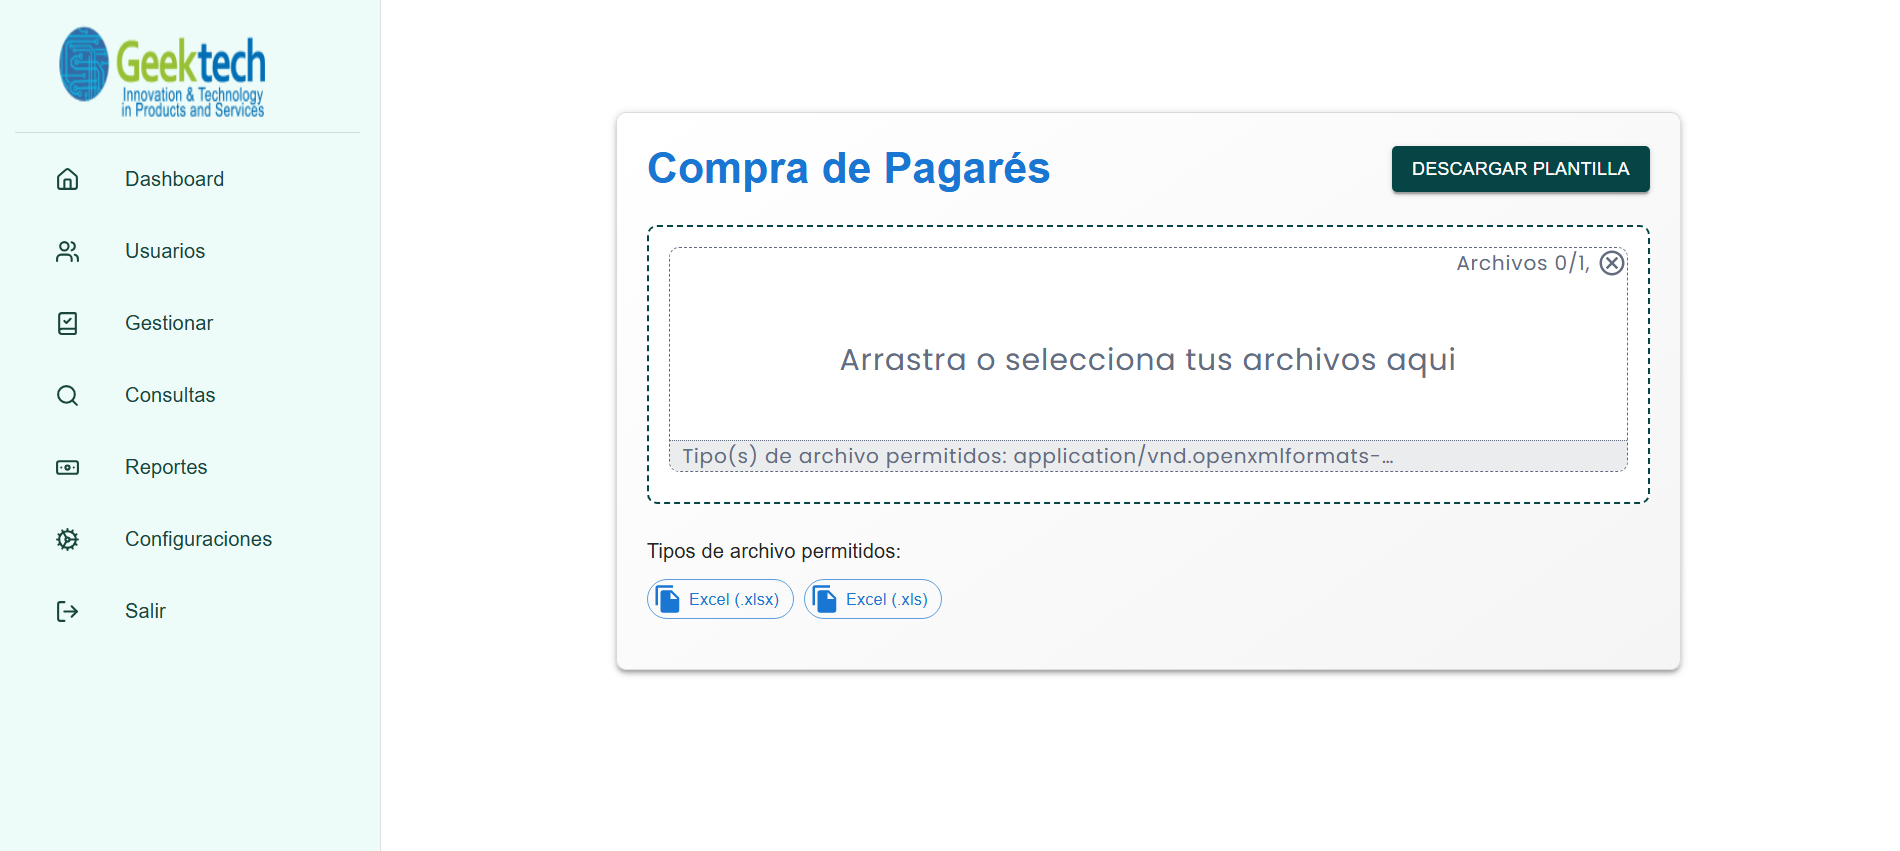 Geektech
Innovation & Technology
in Products and Services
Dashboard
Usuarios
Gestionar
Consultas
Reportes
Configuraciones
Salir
Compra de Pagarés
DESCARGAR PLANTILLA
Archivos 0/1,
Arrastra o selecciona tus archivos aqui
Tipo(s) de archivo permitidos: application/vnd.openxmlformats-...
Tipos de archivo permitidos:
Excel (.xlsx)
Excel (.xls)